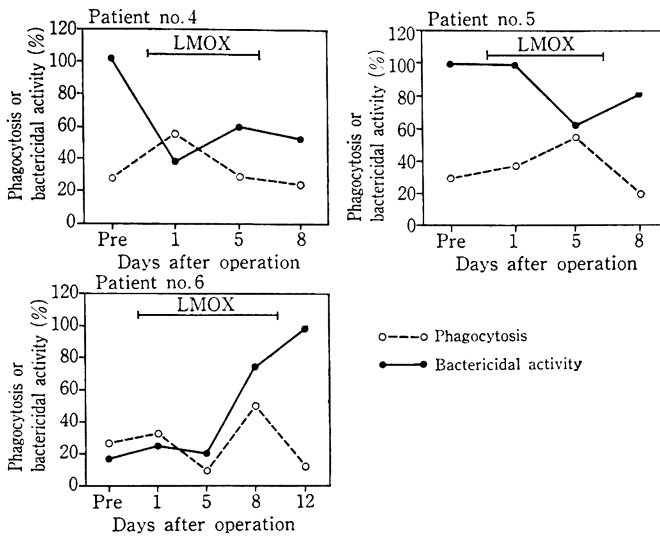 Patient no.4
Phagocytosis or
bactericidal activity (%)
120
100
80
60
40
20
0
LMOX
Pre 1 5 8
Days after operation
Patient no.5
Phagocytosis or
bactericidal activity (%)
120
100
80
60
40
20
0
LMOX
Pre 1 5 8
Days after operation
Patient no.6
Phagocytosis or
bactericidal activity (%)
120
100
80
60
40
20
0
LMOX
Pre 1 5 8 12
Days after operation
Phagocytosis
Bactericidal activity